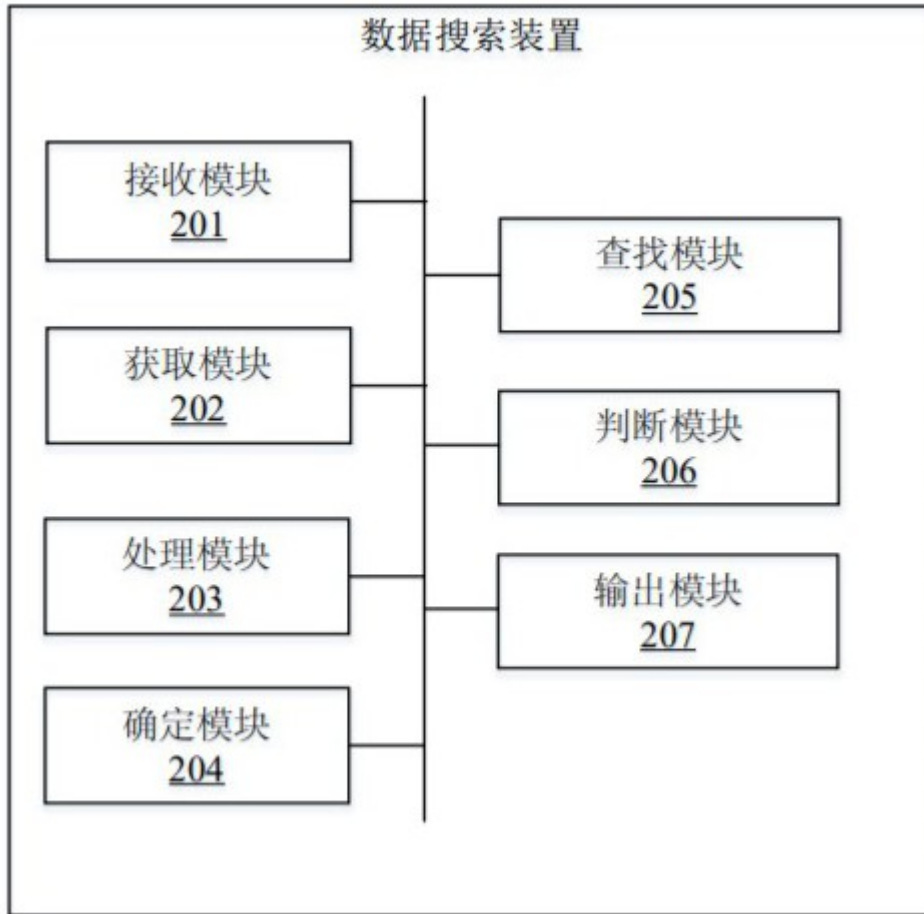 数据搜索装置
接收模块
201
获取模块
202
处理模块
203
确定模块
204
查找模块
205
判断模块
206
输出模块
207